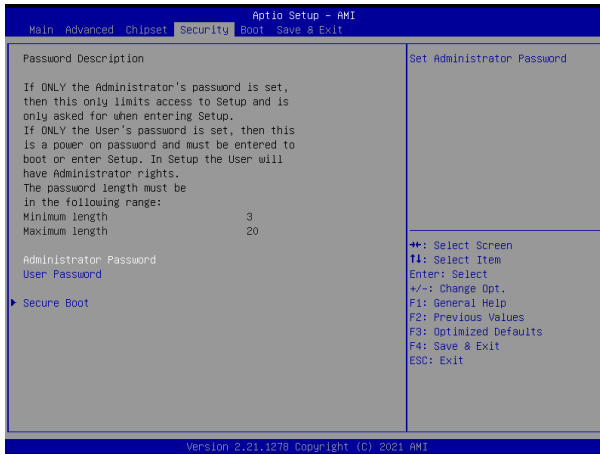 Aptio Setup - AMI
Main Advanced Chipset Security Boot Save & Exit
Password Description
If ONLY the Administrator's password is set,
then this only limits access to Setup and is
only asked for when entering Setup.
If ONLY the User's password is set, then this
is a power on password and must be entered to
boot or enter Setup. In Setup the User will
have Administrator rights.
The password length must be
in the following range:
Minimum length 3
Maximum length 20
Administrator Password
User Password
Secure Boot
Set Administrator Password
→←: Select Screen
↑↓: Select Item
Enter: Select
+/-: Change Opt.
F1: General Help
F2: Previous Values
F3: Optimized Defaults
F4: Save & Exit
ESC: Exit
Version 2.21.1278 Copyright (C) 2021 AMI